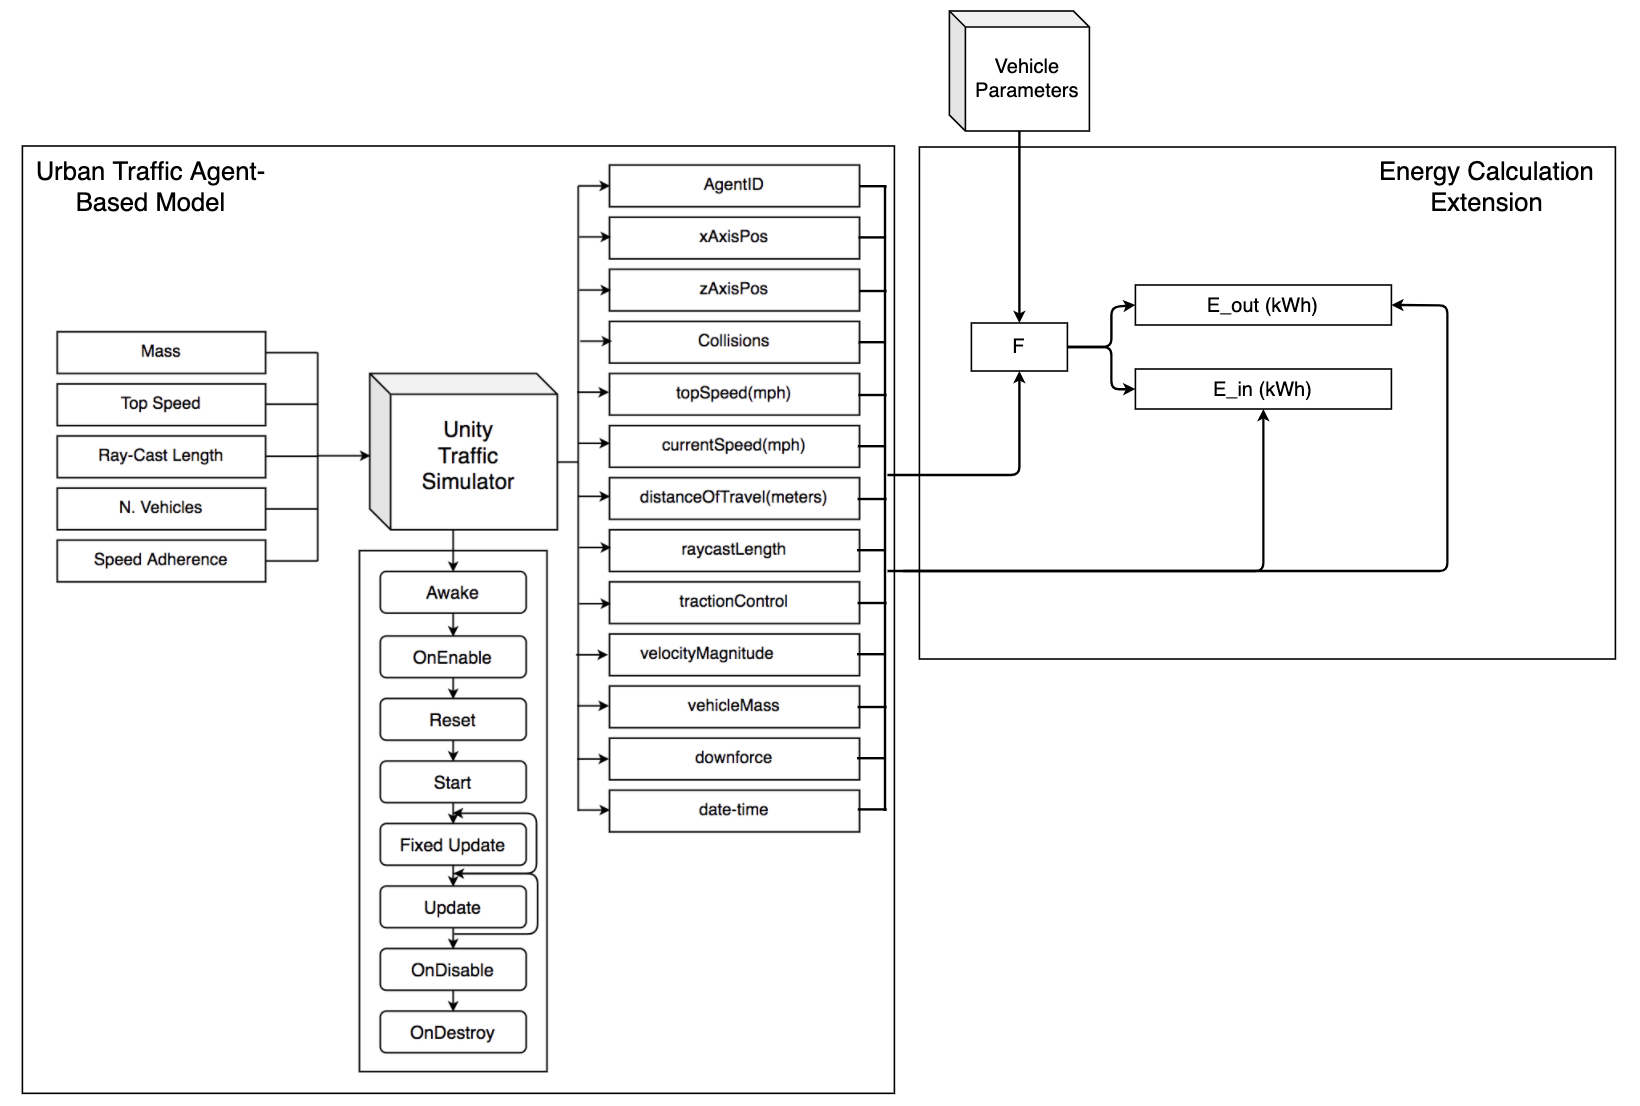 Vehicle
Parameters
Urban Traffic Agent-
Based Model
Energy Calculation
Extension
Mass
Top Speed
Ray-Cast Length
N. Vehicles
Speed Adherence
Unity
Traffic
Simulator
Awake
OnEnable
Reset
Start
Fixed Update
Update
OnDisable
OnDestroy
AgentID
xAxisPos
zAxisPos
Collisions
topSpeed(mph)
currentSpeed(mph)
distanceOfTravel(meters)
raycastLength
tractionControl
velocityMagnitude
vehicleMass
downforce
date-time
F
E_out (kWh)
E_in (kWh)